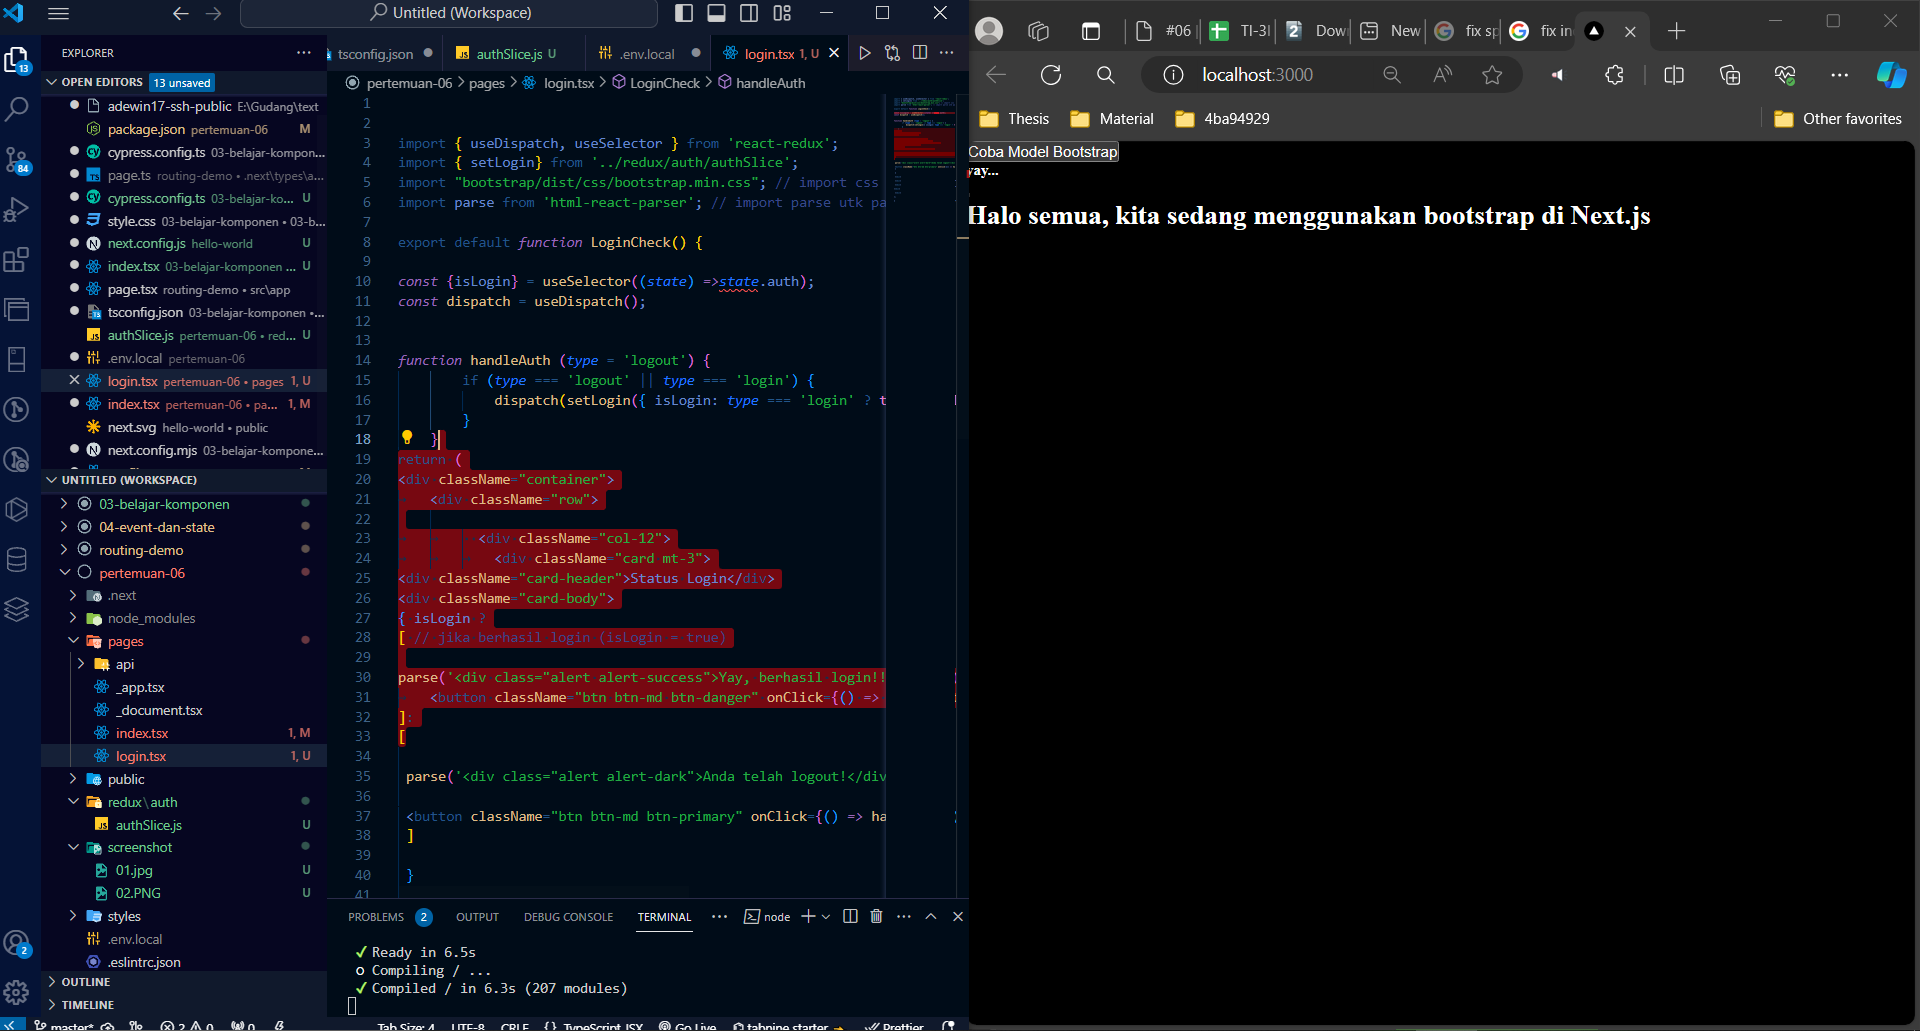 Untitled (Workspace)
EXPLORER
OPEN EDITORS 13 unsaved
adewin17-ssh-public E:\Gudang\text
package.json pertemuan-06 M
cypress.config.ts 03-belajar-kompon...
page.ts routing-demo • .next\types\a...
cypress.config.ts 03-belajar-ko... U
style.css 03-belajar-komponen • 03-b...
next.config.js hello-world U
index.tsx 03-belajar-komponen ... U
page.tsx routing-demo • src\app
tsconfig.json 03-belajar-komponen •...
authSlice.js pertemuan-06 • red... U
.env.local pertemuan-06
login.tsx pertemuan-06 • pages 1, U
index.tsx pertemuan-06 • pa... 1, M
next.svg hello-world • public
next.config.mjs 03-belajar-kompone...
UNTITLED (WORKSPACE)
03-belajar-komponen
04-event-dan-state
routing-demo
pertemuan-06
.next
node_modules
pages
api
_app.tsx
_document.tsx
index.tsx 1, M
login.tsx 1, U
public
redux\auth
authSlice.js U
screenshot
01.jpg U
02.PNG U
styles
.env.local
.eslintrc.json
OUTLINE
TIMELINE
13
84
2
tsconfig.json authSlice.js U .env.local login.tsx 1, U
pertemuan-06 > pages > login.tsx > LoginCheck > handleAuth
1
2
3 import { useDispatch, useSelector } from 'react-redux';
4 import { setLogin} from '../redux/auth/authSlice';
5 import "bootstrap/dist/css/bootstrap.min.css"; // import css
6 import parse from 'html-react-parser'; // import parse utk pa
7
8 export default function LoginCheck() {
9
10 const {isLogin} = useSelector((state) =>state.auth);
11 const dispatch = useDispatch();
12
13
14 function handleAuth (type = 'logout') {
15 if (type === 'logout' || type === 'login') {
16 dispatch(setLogin({ isLogin: type === 'login' ? t
17 }
18 }
19 return (
20 <div className="container">
21 <div className="row">
22
23 <div className="col-12">
24 <div className="card mt-3">
25 <div className="card-header">Status Login</div>
26 <div className="card-body">
27 { isLogin ?
28 [ // jika berhasil login (isLogin = true)
29
30 parse('<div class="alert alert-success">Yay, berhasil login!!
31 <button className="btn btn-md btn-danger" onClick={() =>
32 ]:
33 [
34
35 parse('<div class="alert alert-dark">Anda telah logout!</div
36
37 <button className="btn btn-md btn-primary" onClick={() => ha
38 ]
39
40 }
41
PROBLEMS 2 OUTPUT DEBUG CONSOLE TERMINAL node
✓ Ready in 6.5s
o Compiling / ...
✓ Compiled / in 6.3s (207 modules)
master* 2 0 0 Tab Size: 4 UTF-8 CRLF {} TypeScript JSX Go Live tabnine starter Prettier
#06 TI-3 Dow New fix sp fix in
localhost:3000
Thesis Material 4ba94929 Other favorites
Coba Model Bootstrap
yay...
Halo semua, kita sedang menggunakan bootstrap di Next.js